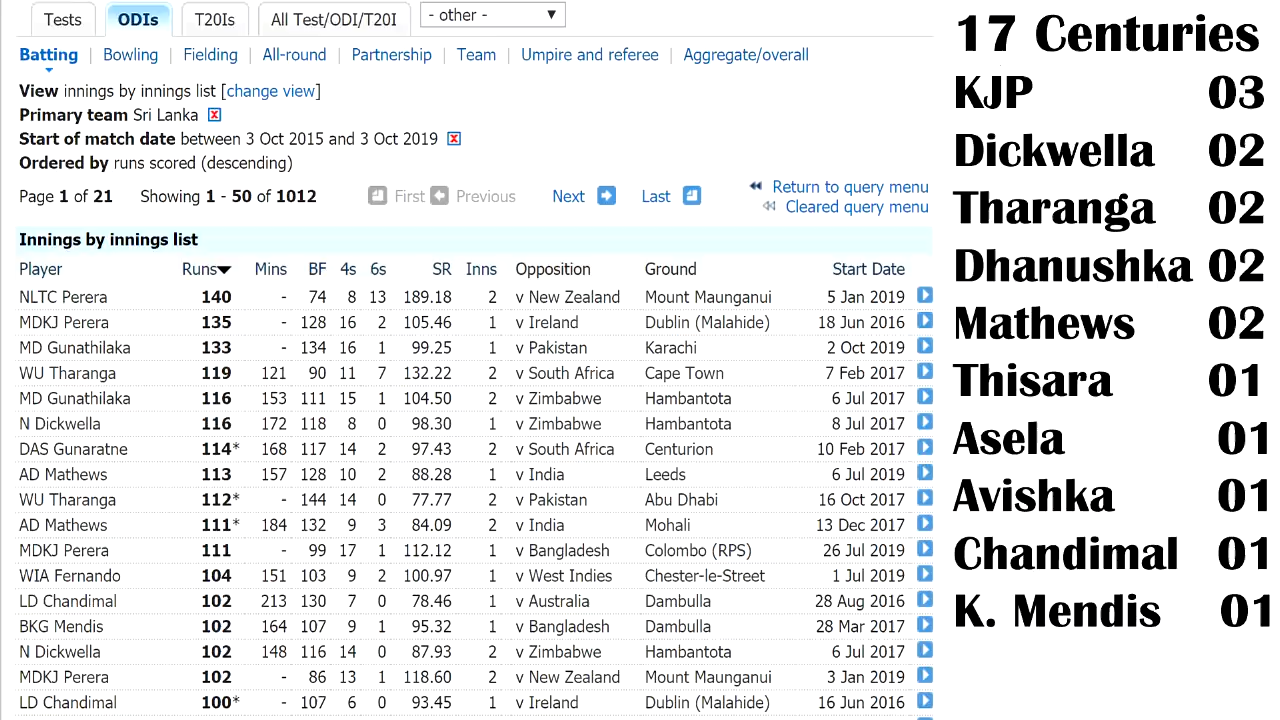 Tests ODIs T20Is All Test/ODI/T20I - other -
Batting | Bowling | Fielding | All-round | Partnership | Team | Umpire and referee | Aggregate/overall
View innings by innings list [change view]
Primary team Sri Lanka
Start of match date between 3 Oct 2015 and 3 Oct 2019
Ordered by runs scored (descending)
Page 1 of 21 Showing 1 - 50 of 1012 First Previous Next Last Return to query menu
Cleared query menu
Innings by innings list
Player Runs Mins BF 4s 6s SR Inns Opposition Ground Start Date
NLTC Perera 140 - 74 8 13 189.18 2 v New Zealand Mount Maunganui 5 Jan 2019
MDKJ Perera 135 - 128 16 2 105.46 1 v Ireland Dublin (Malahide) 18 Jun 2016
MD Gunathilaka 133 - 134 16 1 99.25 1 v Pakistan Karachi 2 Oct 2019
WU Tharanga 119 121 90 11 7 132.22 2 v South Africa Cape Town 7 Feb 2017
MD Gunathilaka 116 153 111 15 1 104.50 2 v Zimbabwe Hambantota 6 Jul 2017
N Dickwella 116 172 118 8 0 98.30 1 v Zimbabwe Hambantota 8 Jul 2017
DAS Gunaratne 114* 168 117 14 2 97.43 2 v South Africa Centurion 10 Feb 2017
AD Mathews 113 157 128 10 2 88.28 1 v India Leeds 6 Jul 2019
WU Tharanga 112* - 144 14 0 77.77 2 v Pakistan Abu Dhabi 16 Oct 2017
AD Mathews 111* 184 132 9 3 84.09 2 v India Mohali 13 Dec 2017
MDKJ Perera 111 - 99 17 1 112.12 1 v Bangladesh Colombo (RPS) 26 Jul 2019
WIA Fernando 104 151 103 9 2 100.97 1 v West Indies Chester-le-Street 1 Jul 2019
LD Chandimal 102 213 130 7 0 78.46 1 v Australia Dambulla 28 Aug 2016
BKG Mendis 102 164 107 9 1 95.32 1 v Bangladesh Dambulla 28 Mar 2017
N Dickwella 102 148 116 14 0 87.93 2 v Zimbabwe Hambantota 6 Jul 2017
MDKJ Perera 102 - 86 13 1 118.60 2 v New Zealand Mount Maunganui 3 Jan 2019
LD Chandimal 100* - 107 6 0 93.45 1 v Ireland Dublin (Malahide) 16 Jun 2016
17 Centuries
KJP 03
Dickwella 02
Tharanga 02
Dhanushka 02
Mathews 02
Thisara 01
Asela 01
Avishka 01
Chandimal 01
K. Mendis 01